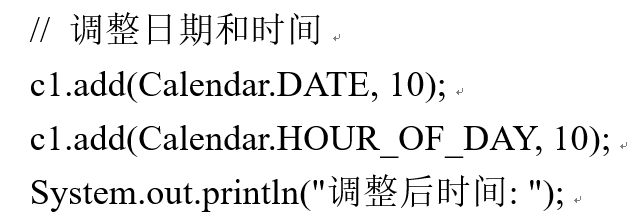 // 调整日期和时间
c1.add(Calendar.DATE, 10);
c1.add(Calendar.HOUR_OF_DAY, 10);
System.out.println("调整后时间: ");